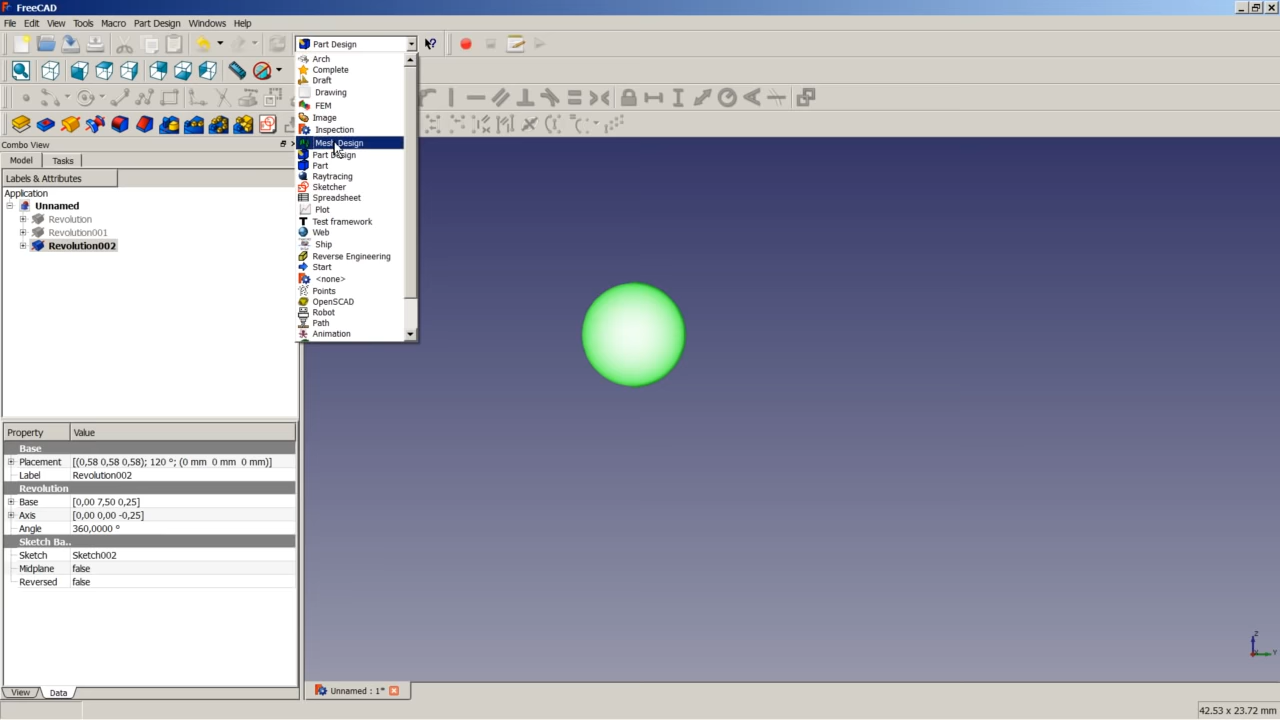 FreeCAD
File Edit View Tools Macro Part Design Windows Help
Part Design
Arch
Complete
Draft
Drawing
FEM
Image
Inspection
Mesh Design
Part Design
Part
Raytracing
Sketcher
Spreadsheet
Plot
Test framework
Web
Ship
Reverse Engineering
Start
<none>
Points
OpenSCAD
Robot
Path
Animation
Combo View
Model Tasks
Labels & Attributes
Application
Unnamed
Revolution
Revolution001
Revolution002
Property Value
Base
Placement [(0,58 0,58 0,58); 120 °; (0 mm 0 mm 0 mm)]
Label Revolution002
Revolution
Base [0,00 7,50 0,25]
Axis [0,00 0,00 -0,25]
Angle 360,0000 °
Sketch Ba..
Sketch Sketch002
Midplane false
Reversed false
View Data
Unnamed : 1*
Z
Y
42.53 x 23.72 mm